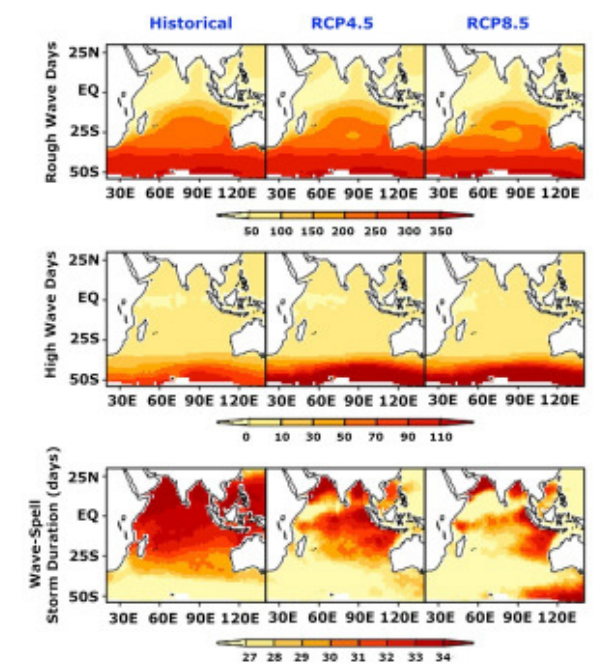 Historical RCP4.5 RCP8.5
Rough Wave Days
25N
EQ
25S
50S
30E 60E 90E 120E 30E 60E 90E 120E 30E 60E 90E 120E
50 100 150 200 250 300 350
High Wave Days
25N
EQ
25S
50S
30E 60E 90E 120E 30E 60E 90E 120E 30E 60E 90E 120E
0 10 30 50 70 90 110
Wave-Spell
Storm Duration (days)
25N
EQ
25S
50S
30E 60E 90E 120E 30E 60E 90E 120E 30E 60E 90E 120E
27 28 29 30 31 32 33 34